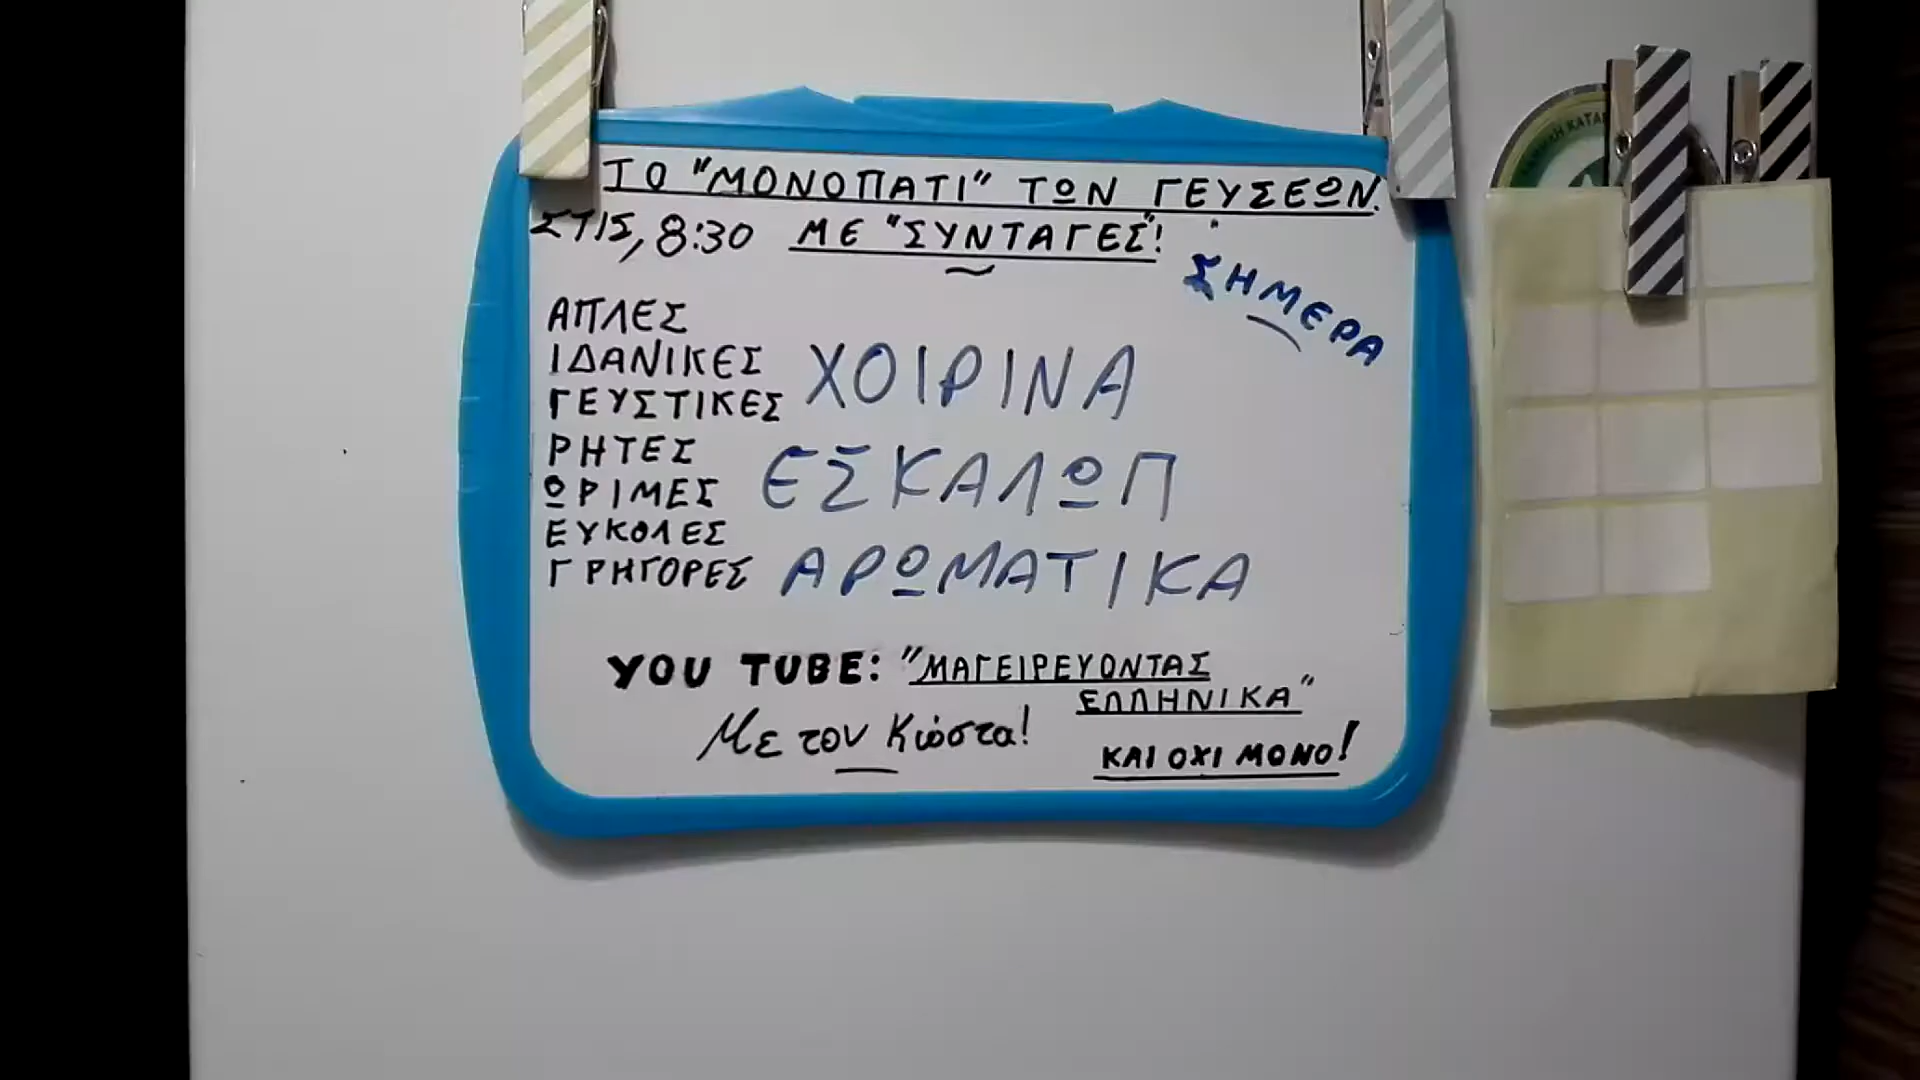 ΤΟ "ΜΟΝΟΠΑΤΙ" ΤΩΝ ΓΕΥΣΕΩΝ.
ΣΤΙΣ, 8:30 ΜΕ "ΣΥΝΤΑΓΕΣ"!
ΣΗΜΕΡΑ
ΑΠΛΕΣ
ΙΔΑΝΙΚΕΣ
ΓΕΥΣΤΙΚΕΣ
ΡΗΤΕΣ
ΩΡΙΜΕΣ
ΕΥΚΟΛΕΣ
ΓΡΗΓΟΡΕΣ
ΧΟΙΡΙΝΑ
ΕΣΚΑΛΩΠ
ΑΡΩΜΑΤΙΚΑ
YOU TUBE: "ΜΑΓΕΙΡΕΥΟΝΤΑΣ
ΕΛΛΗΝΙΚΑ"
Με τον Κώστα!
ΚΑΙ ΟΧΙ ΜΟΝΟ!